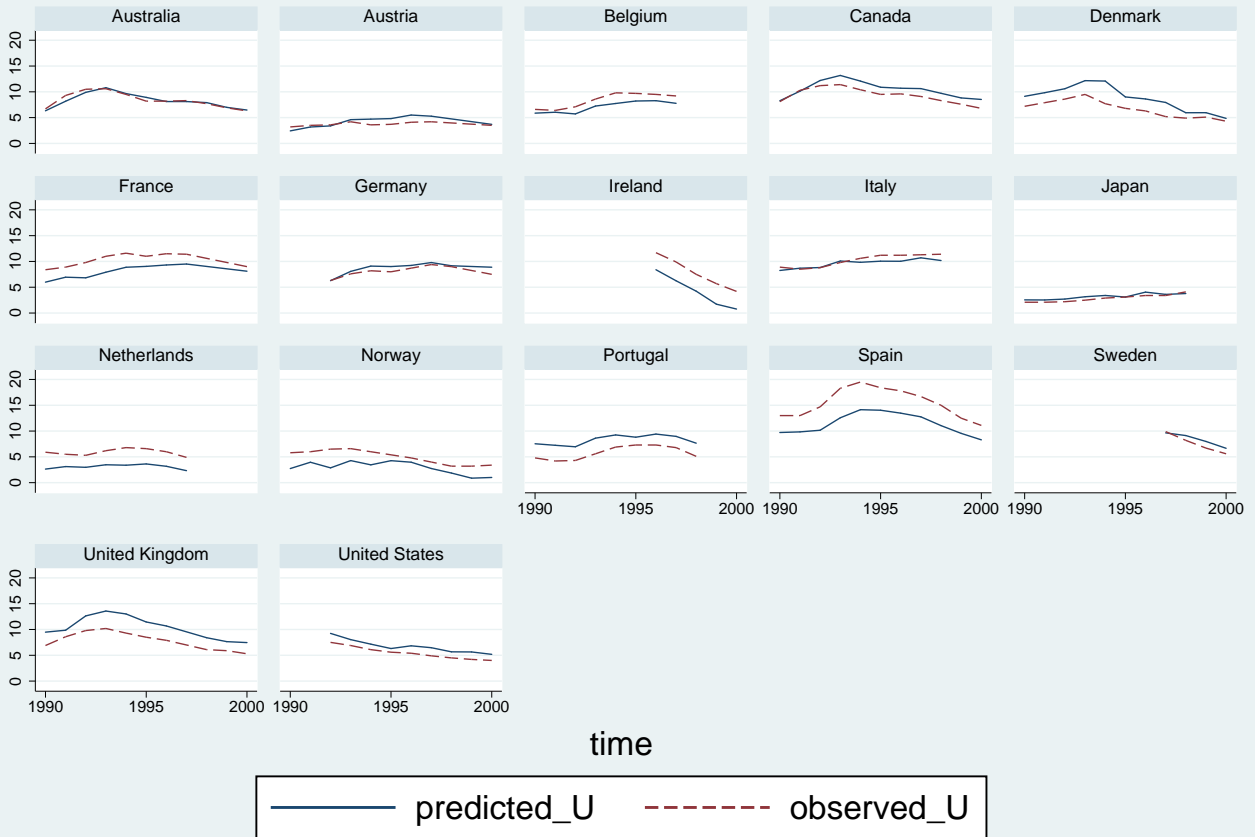 Australia Austria Belgium Canada Denmark
0 5 10 15 20
France Germany Ireland Italy Japan
0 5 10 15 20
Netherlands Norway Portugal Spain Sweden
0 5 10 15 20
1990 1995 2000 1990 1995 2000 1990 1995 2000
United Kingdom United States
0 5 10 15 20
1990 1995 2000 1990 1995 2000
time
predicted_U observed_U